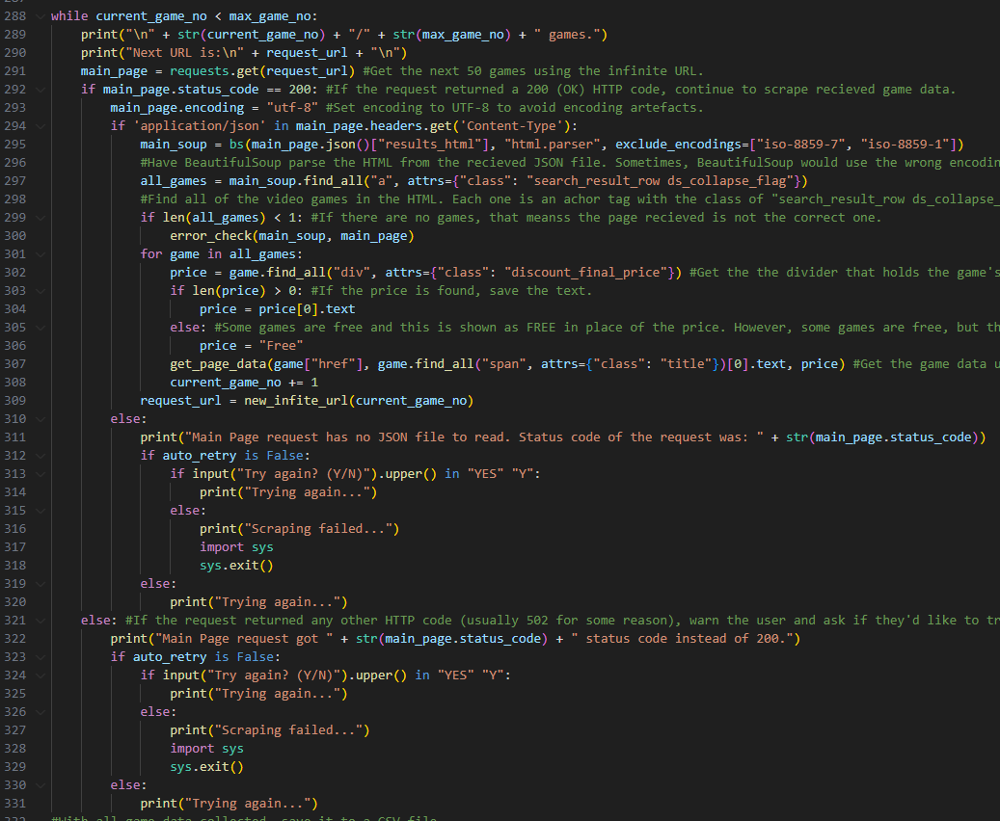 288 while current_game_no < max_game_no:
289 print("\n" + str(current_game_no) + "/" + str(max_game_no) + " games.")
290 print("Next URL is:\n" + request_url + "\n")
291 main_page = requests.get(request_url) #Get the next 50 games using the infinite URL.
292 if main_page.status_code == 200: #If the request returned a 200 (OK) HTTP code, continue to scrape recieved game data.
293 main_page.encoding = "utf-8" #Set encoding to UTF-8 to avoid encoding artefacts.
294 if 'application/json' in main_page.headers.get('Content-Type'):
295 main_soup = bs(main_page.json()["results_html"], "html.parser", exclude_encodings=["iso-8859-7", "iso-8859-1"])
296 #Have BeautifulSoup parse the HTML from the recieved JSON file. Sometimes, BeautifulSoup would use the wrong encodin
297 all_games = main_soup.find_all("a", attrs={"class": "search_result_row ds_collapse_flag"})
298 #Find all of the video games in the HTML. Each one is an achor tag with the class of "search_result_row ds_collapse_
299 if len(all_games) < 1: #If there are no games, that meanss the page recieved is not the correct one.
300 error_check(main_soup, main_page)
301 for game in all_games:
302 price = game.find_all("div", attrs={"class": "discount_final_price"}) #Get the the divider that holds the game's
303 if len(price) > 0: #If the price is found, save the text.
304 price = price[0].text
305 else: #Some games are free and this is shown as FREE in place of the price. However, some games are free, but th
306 price = "Free"
307 get_page_data(game["href"], game.find_all("span", attrs={"class": "title"})[0].text, price) #Get the game data u
308 current_game_no += 1
309 request_url = new_infite_url(current_game_no)
310 else:
311 print("Main Page request has no JSON file to read. Status code of the request was: " + str(main_page.status_code))
312 if auto_retry is False:
313 if input("Try again? (Y/N)").upper() in "YES" "Y":
314 print("Trying again...")
315 else:
316 print("Scraping failed...")
317 import sys
318 sys.exit()
319 else:
320 print("Trying again...")
321 else: #If the request returned any other HTTP code (usually 502 for some reason), warn the user and ask if they'd like to tr
322 print("Main Page request got " + str(main_page.status_code) + " status code instead of 200.")
323 if auto_retry is False:
324 if input("Try again? (Y/N)").upper() in "YES" "Y":
325 print("Trying again...")
326 else:
327 print("Scraping failed...")
328 import sys
329 sys.exit()
330 else:
331 print("Trying again...")
332 #With all game data collected, save it to a CSV file